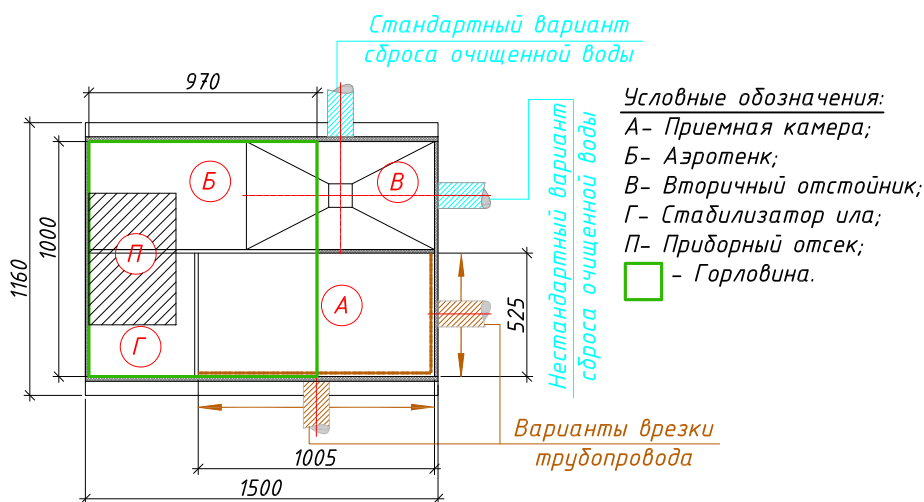 Стандартный вариант
сброса очищенной воды
970
Условные обозначения:
А- Приемная камера;
Б- Аэротенк;
В- Вторичный отстойник;
Г- Стабилизатор ила;
П- Приборный отсек;
- Горловина.
Нестандартный вариант
сброса очищенной воды
Б
В
П
А
Г
1160
1000
525
Варианты врезки
трубопровода
1005
1500